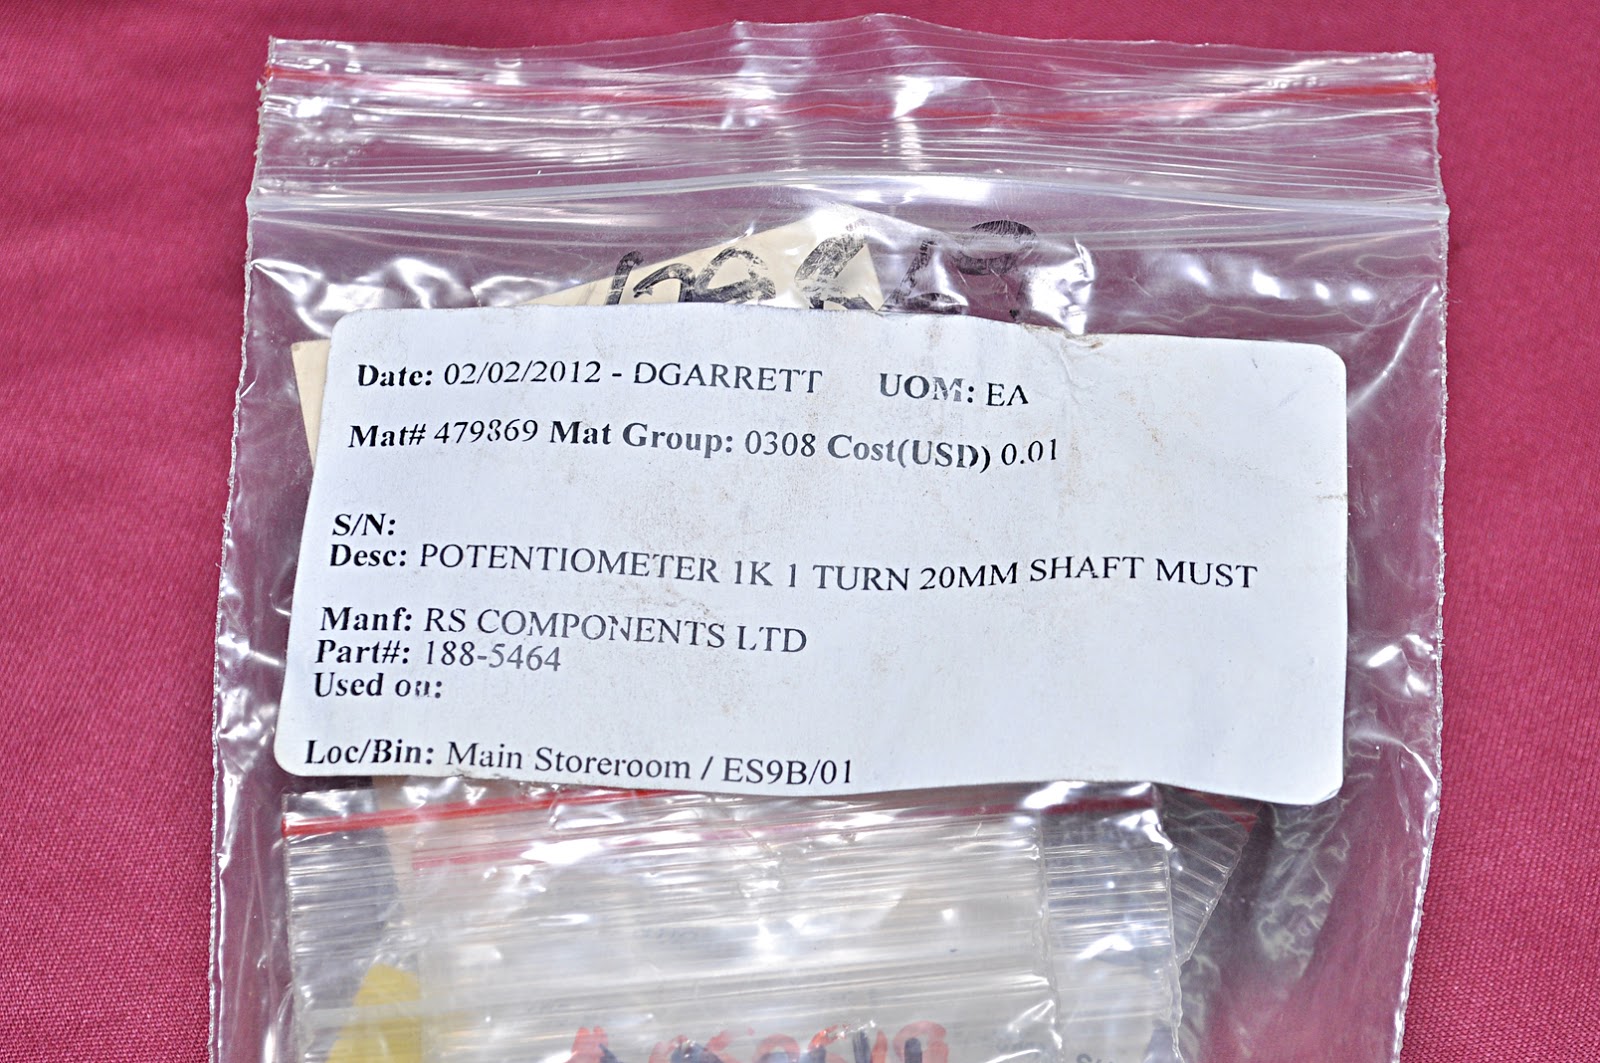 Date: 02/02/2012 - DGARRETT UOM: EA
Mat# 479869 Mat Group: 0308 Cost(USD) 0.01
S/N:
Desc: POTENTIOMETER 1K 1 TURN 20MM SHAFT MUST
Manf: RS COMPONENTS LTD
Part#: 188-5464
Used on:
Loc/Bin: Main Storeroom / ES9B/01